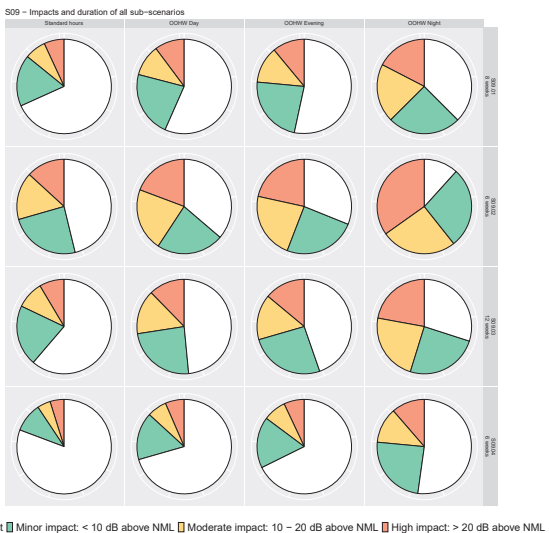 S09 − Impacts and duration of all sub−scenarios
Standard hours
OOHW Day
OOHW Evening
OOHW Night
S09.01
8 weeks
S09.02
6 weeks
S09.03
12 weeks
S09.04
8 weeks
t Minor impact: < 10 dB above NML Moderate impact: 10 − 20 dB above NML High impact: > 20 dB above NML